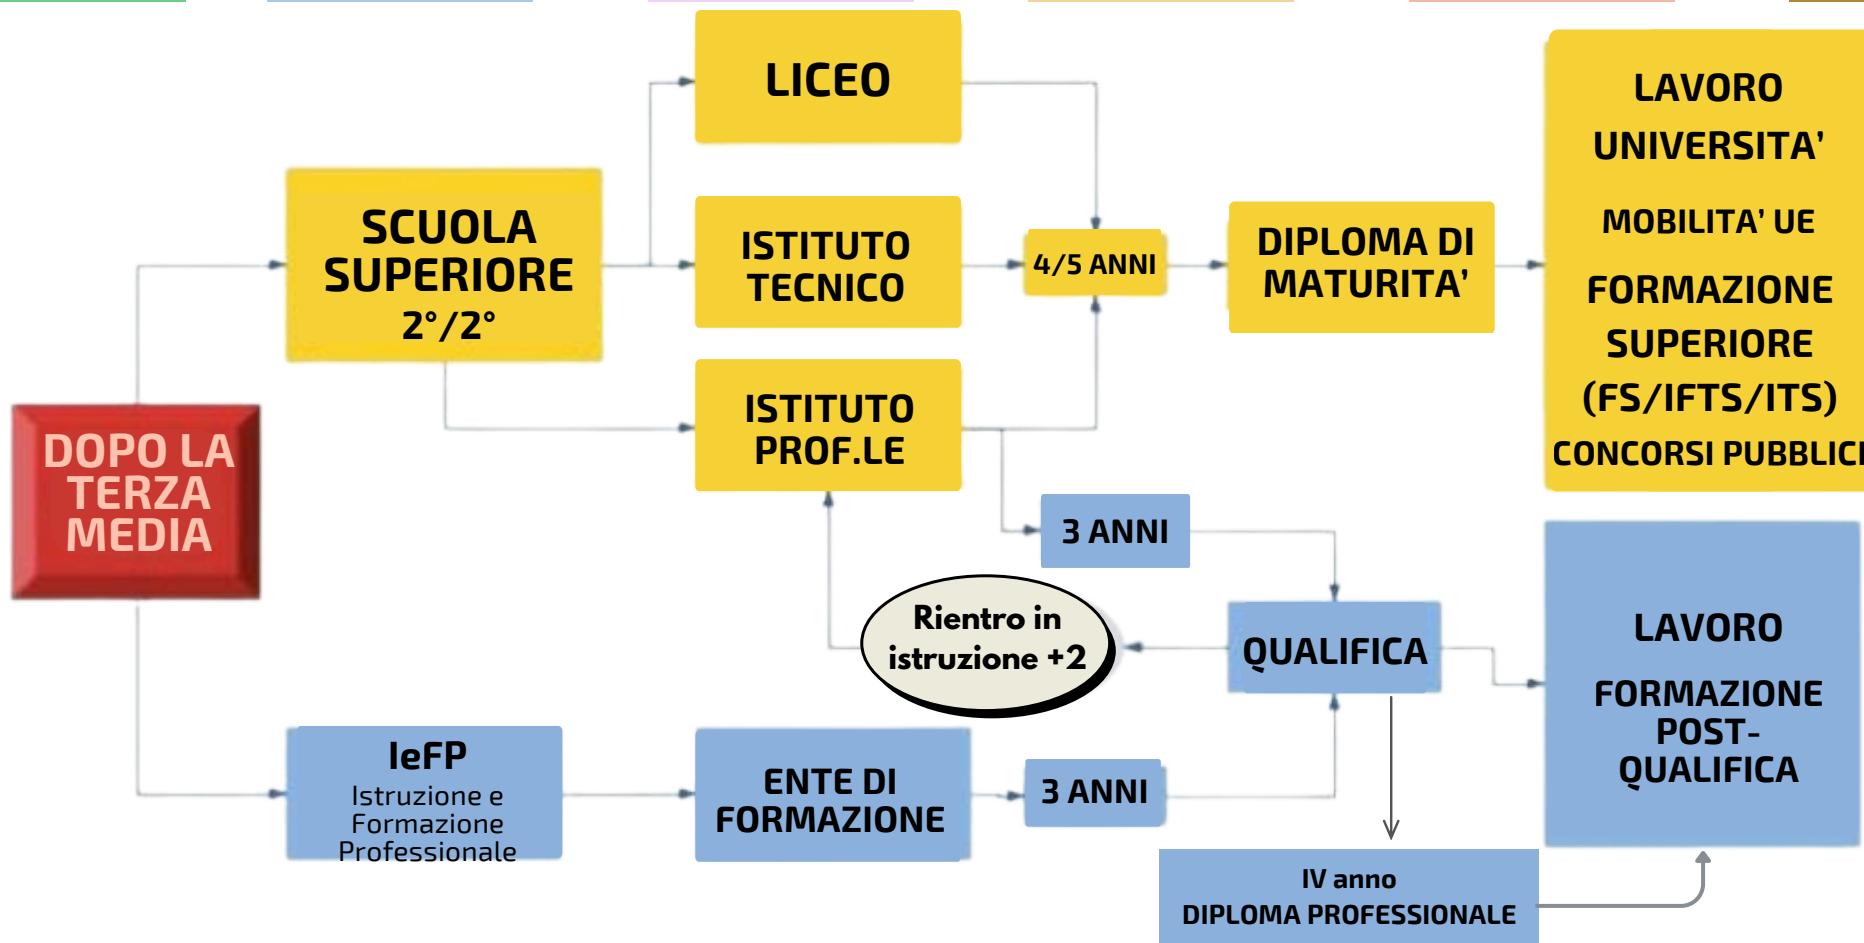 LICEO
LAVORO
UNIVERSITA’
MOBILITA’ UE
FORMAZIONE
SUPERIORE
(FS/IFTS/ITS)
CONCORSI PUBBLICI
SCUOLA
SUPERIORE
2°/2°
ISTITUTO
TECNICO
4/5 ANNI
DIPLOMA DI
MATURITA’
ISTITUTO
PROF.LE
DOPO LA
TERZA
MEDIA
3 ANNI
Rientro in
istruzione +2
QUALIFICA
LAVORO
FORMAZIONE
POST-
QUALIFICA
IeFP
Istruzione e
Formazione
Professionale
ENTE DI
FORMAZIONE
3 ANNI
IV anno
DIPLOMA PROFESSIONALE